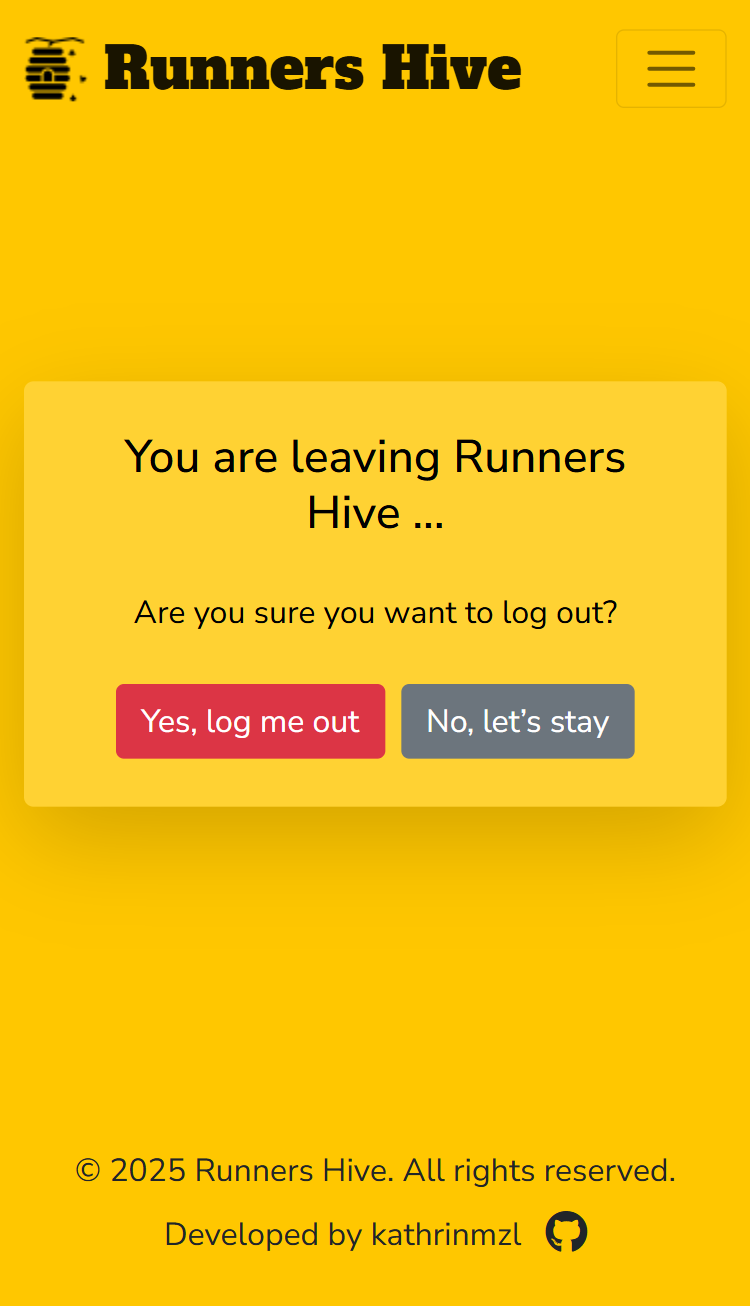 Runners Hive
You are leaving Runners
Hive ...
Are you sure you want to log out?
Yes, log me out
No, let’s stay
© 2025 Runners Hive. All rights reserved.
Developed by kathrinmzl